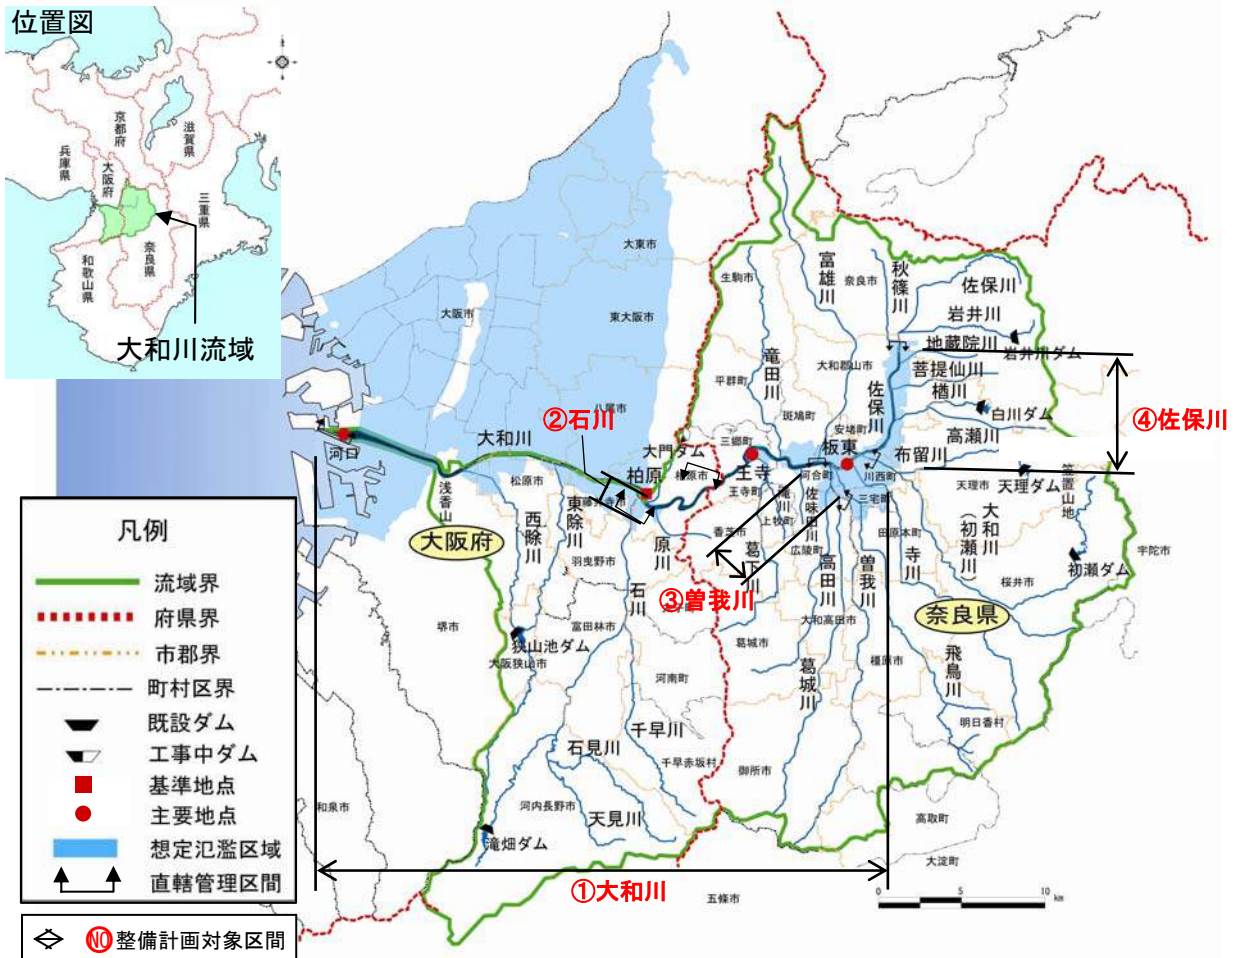 位置図
京都府
滋賀県
兵庫県
大阪府
三重県
奈良県
和歌山県
大和川流域
大東市
生駒市
富雄川
奈良市
秋篠川
佐保川
岩井川
大阪市
東大阪市
地蔵院川
岩井川ダム
竜田川
大和郡山市
菩提仙川
平群町
佐保川
楢川
白川ダム
④佐保川
八尾市
斑鳩町
②石川
安堵町
高瀬川
大和川
三郷町
大門ダム
板東
布留川
河口
柏原
柏原市
王寺
河合町
川西町
天理市
天理ダム
笠置山地
浅香山
松原市
藤井寺市
王寺町
滝川
佐味田川
三宅町
西除川
東除川
上牧町
田原本町
大和川
(初瀬川)
大阪府
原川
香芝市
広陵町
寺川
宇陀市
羽曳野市
葛下川
高田川
曽我川
初瀬ダム
桜井市
③曽我川
石川
奈良県
堺市
富田林市
大和高田市
狭山池ダム
大阪狭山市
葛城市
橿原市
飛鳥川
河南町
葛城川
千早川
明日香村
石見川
千早赤坂村
御所市
和泉市
河内長野市
天見川
高取町
滝畑ダム
大淀町
①大和川
五條市
0
5
10
km
凡例
流域界
府県界
市郡界
町村区界
既設ダム
工事中ダム
基準地点
主要地点
想定氾濫区域
直轄管理区間
NO 整備計画対象区間